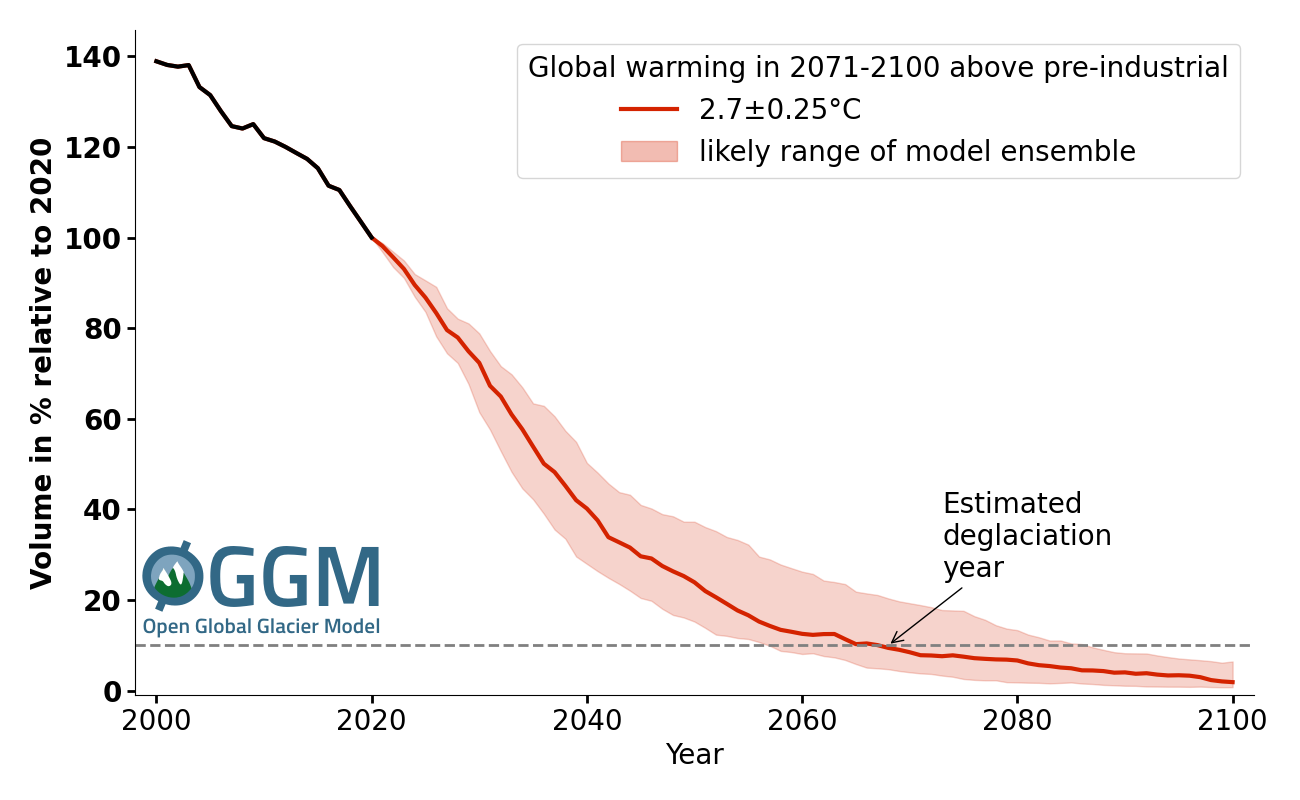 140
120
100
80
60
40
20
0
Volume in % relative to 2020
Global warming in 2071-2100 above pre-industrial
2.7±0.25°C
likely range of model ensemble
Estimated
deglaciation
year
OGGM
Open Global Glacier Model
2000 2020 2040 2060 2080 2100
Year